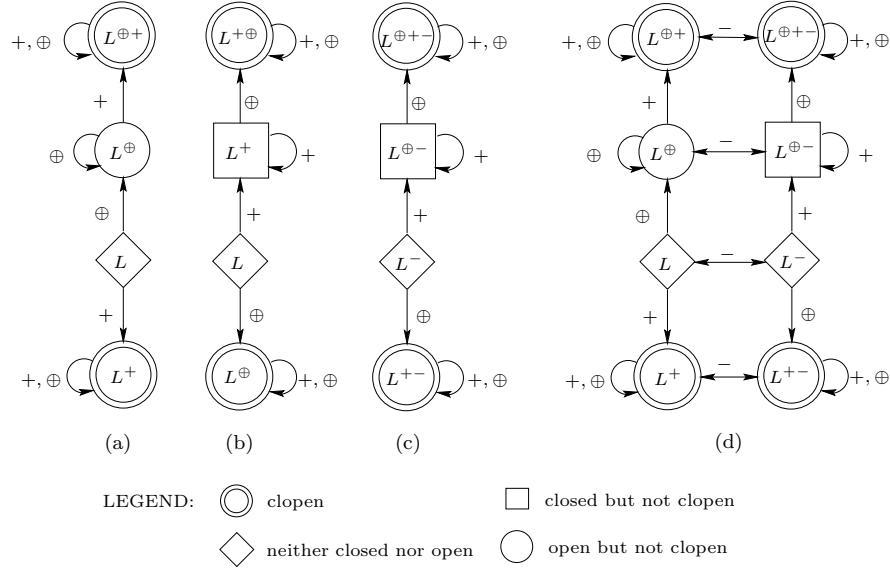 +, ⊕ L⊕+ L+⊕ +, ⊕ L⊕+− +, ⊕ +, ⊕ L⊕+ − L⊕+− +, ⊕
+ ⊕ ⊕ + ⊕
⊕ L⊕ L+ + L⊕− + ⊕ L⊕ − L⊕− +
⊕ + + ⊕ +
L L L− L − L−
+ ⊕ ⊕ + ⊕
+, ⊕ L+ L⊕ +, ⊕ L+− +, ⊕ +, ⊕ L+ − L+− +, ⊕
(a) (b) (c) (d)
LEGEND: clopen closed but not clopen
neither closed nor open open but not clopen